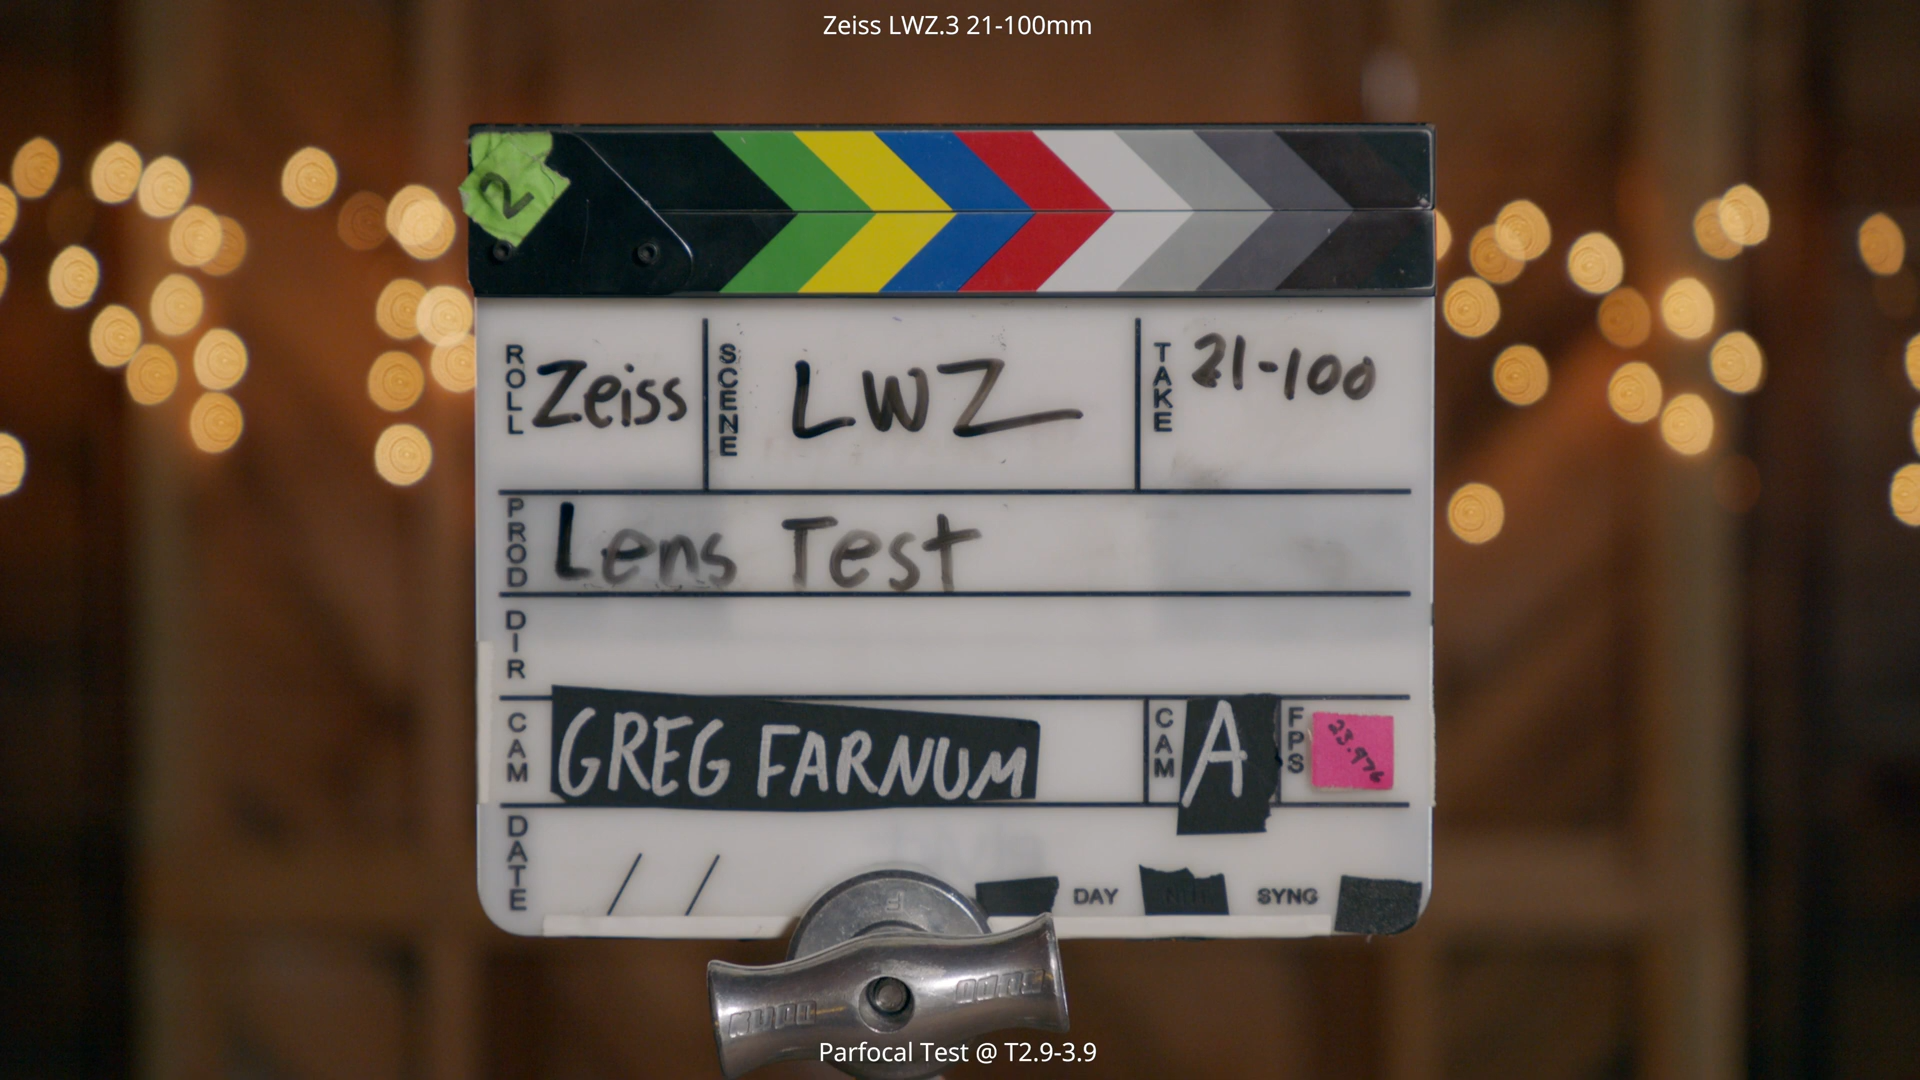 Zeiss LWZ.3 21-100mm
2
ROLL Zeiss SCENE LWZ TAKE 21-100
PROD Lens Test
DIR
CAM GREG FARNUM CAM A FPS 23.976
DATE / / DAY SYNC
Parfocal Test @ T2.9-3.9